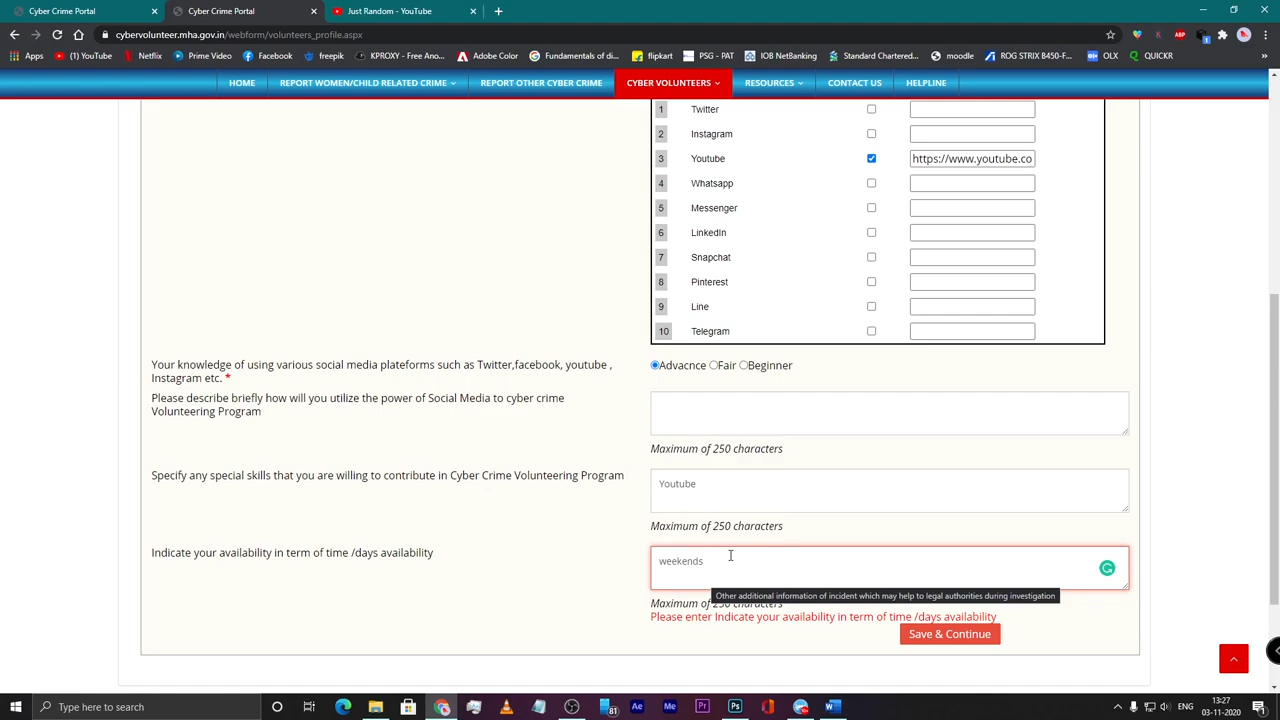 Cyber Crime Portal
Cyber Crime Portal
Just Random - YouTube
cybervolunteer.mha.gov.in/webform/volunteers_profile.aspx
Apps
(1) YouTube
Netflix
Prime Video
Facebook
freepik
KPROXY - Free Ano...
Adobe Color
Fundamentals of de...
flipkart
PSG - PAT
IOB NetBanking
Standard Chartered...
moodle
ROG STRIX B450-F...
OLX
QUICKR
HOME
REPORT WOMEN/CHILD RELATED CRIME
REPORT OTHER CYBER CRIME
CYBER VOLUNTEERS
RESOURCES
CONTACT US
HELPLINE
1 Twitter
2 Instagram
3 Youtube https://www.youtube.co
4 Whatsapp
5 Messenger
6 LinkedIn
7 Snapchat
8 Pinterest
9 Line
10 Telegram
Your knowledge of using various social media plateforms such as Twitter,facebook, youtube ,
Instagram etc. *
Advacnce Fair Beginner
Please describe briefly how will you utilize the power of Social Media to cyber crime
Volunteering Program
Maximum of 250 characters
Specify any special skills that you are willing to contribute in Cyber Crime Volunteering Program
Youtube
Maximum of 250 characters
Indicate your availability in term of time /days availability
weekends
Other additional information of incident which may help to legal authorities during investigation
Maximum of 250 characters
Please enter Indicate your availability in term of time /days availability
Save & Continue
Type here to search
ENG
13:27
03-11-2020